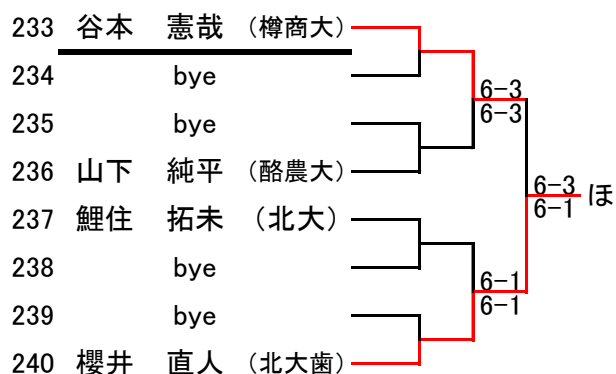 233 谷本 憲哉 (樽商大)
234 bye
235 bye
236 山下 純平 (酪農大)
237 鯉住 拓未 (北大)
238 bye
239 bye
240 櫻井 直人 (北大歯)
6-3
6-3
6-3
6-1
ほ
6-1
6-1